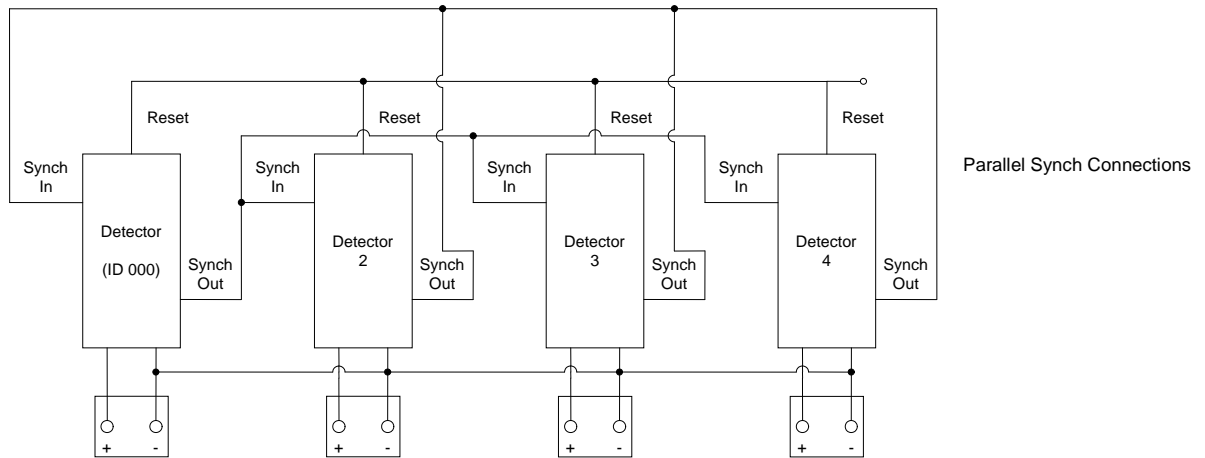 Reset
Reset
Reset
Reset
Synch
In
Synch
In
Synch
In
Synch
In
Parallel Synch Connections
Detector
(ID 000)
Detector
2
Detector
3
Detector
4
Synch
Out
Synch
Out
Synch
Out
Synch
Out
+ -
+ -
+ -
+ -